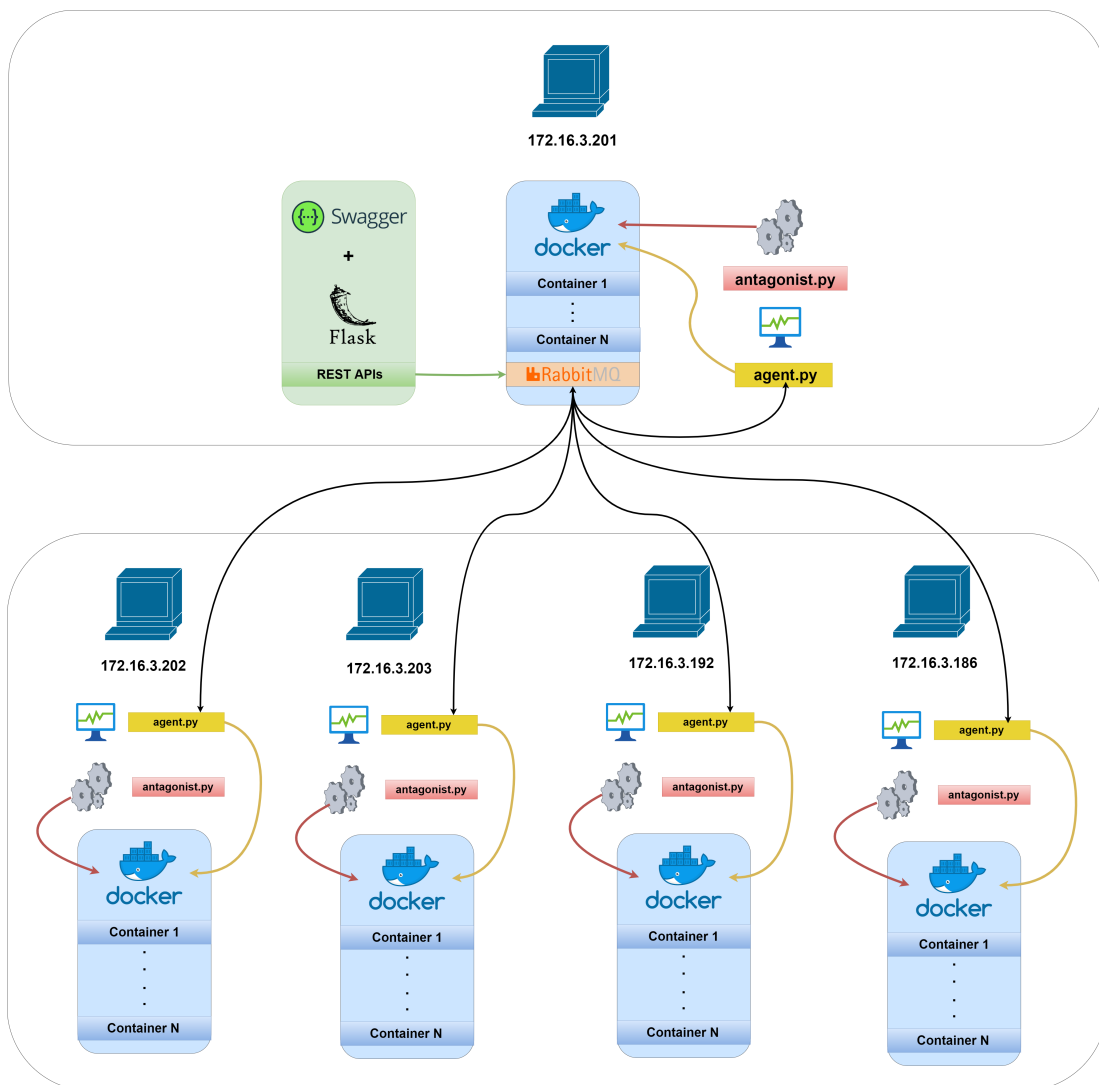 172.16.3.201
Swagger
+
Flask
REST APIs
docker
Container 1
Container N
RabbitMQ
antagonist.py
agent.py
172.16.3.202
agent.py
antagonist.py
docker
Container 1
Container N
172.16.3.203
agent.py
antagonist.py
docker
Container 1
Container N
172.16.3.192
agent.py
antagonist.py
docker
Container 1
Container N
172.16.3.186
agent.py
antagonist.py
docker
Container 1
Container N